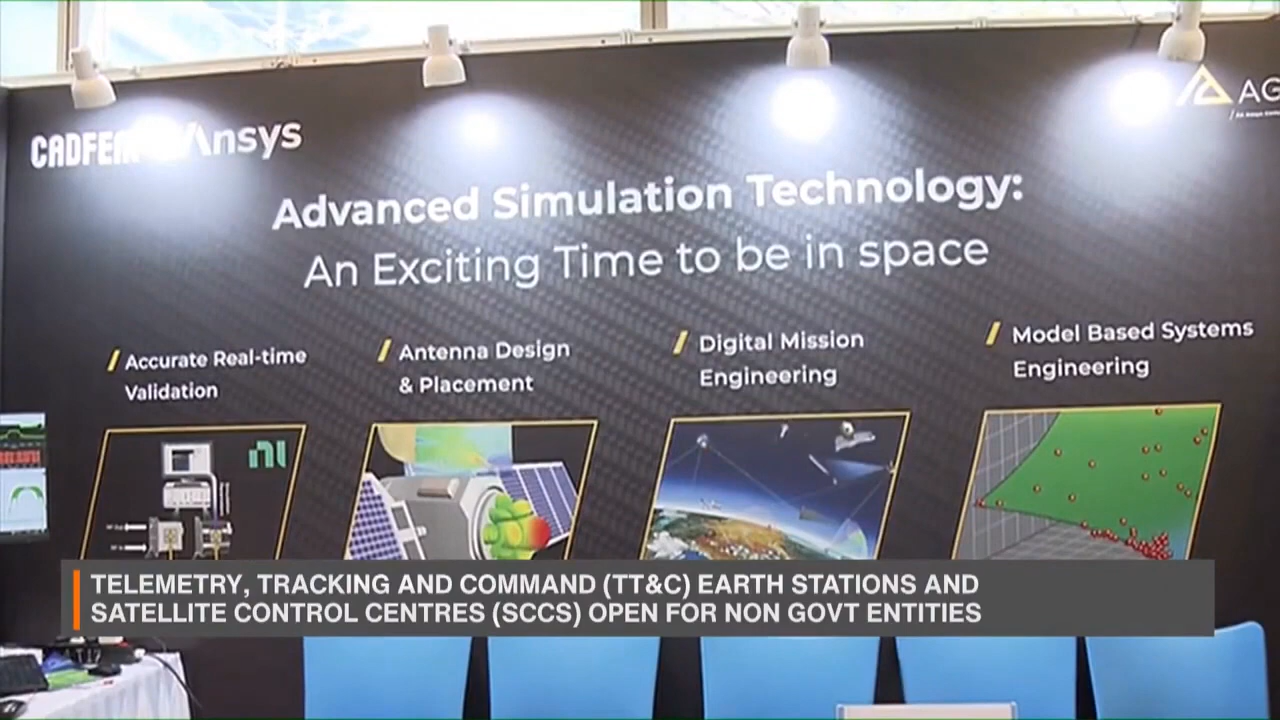 CADFEM Ansys
AG
Advanced Simulation Technology:
An Exciting Time to be in space
Accurate Real-time
Validation
Antenna Design
& Placement
Digital Mission
Engineering
Model Based Systems
Engineering
TELEMETRY, TRACKING AND COMMAND (TT&C) EARTH STATIONS AND
SATELLITE CONTROL CENTRES (SCCS) OPEN FOR NON GOVT ENTITIES